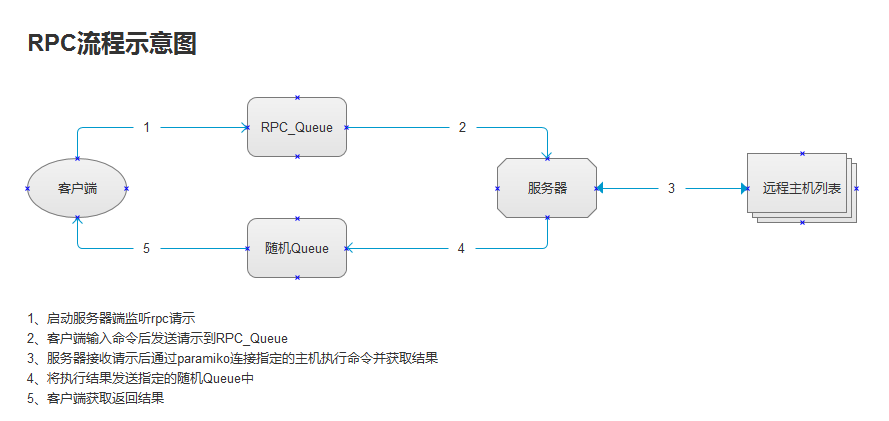 RPC流程示意图
1
RPC_Queue
2
客户端
服务器
3
远程主机列表
5
随机Queue
4
1、启动服务器端监听rpc请示
2、客户端输入命令后发送请示到RPC_Queue
3、服务器接收请示后通过paramiko连接指定的主机执行命令并获取结果
4、将执行结果发送指定的随机Queue中
5、客户端获取返回结果